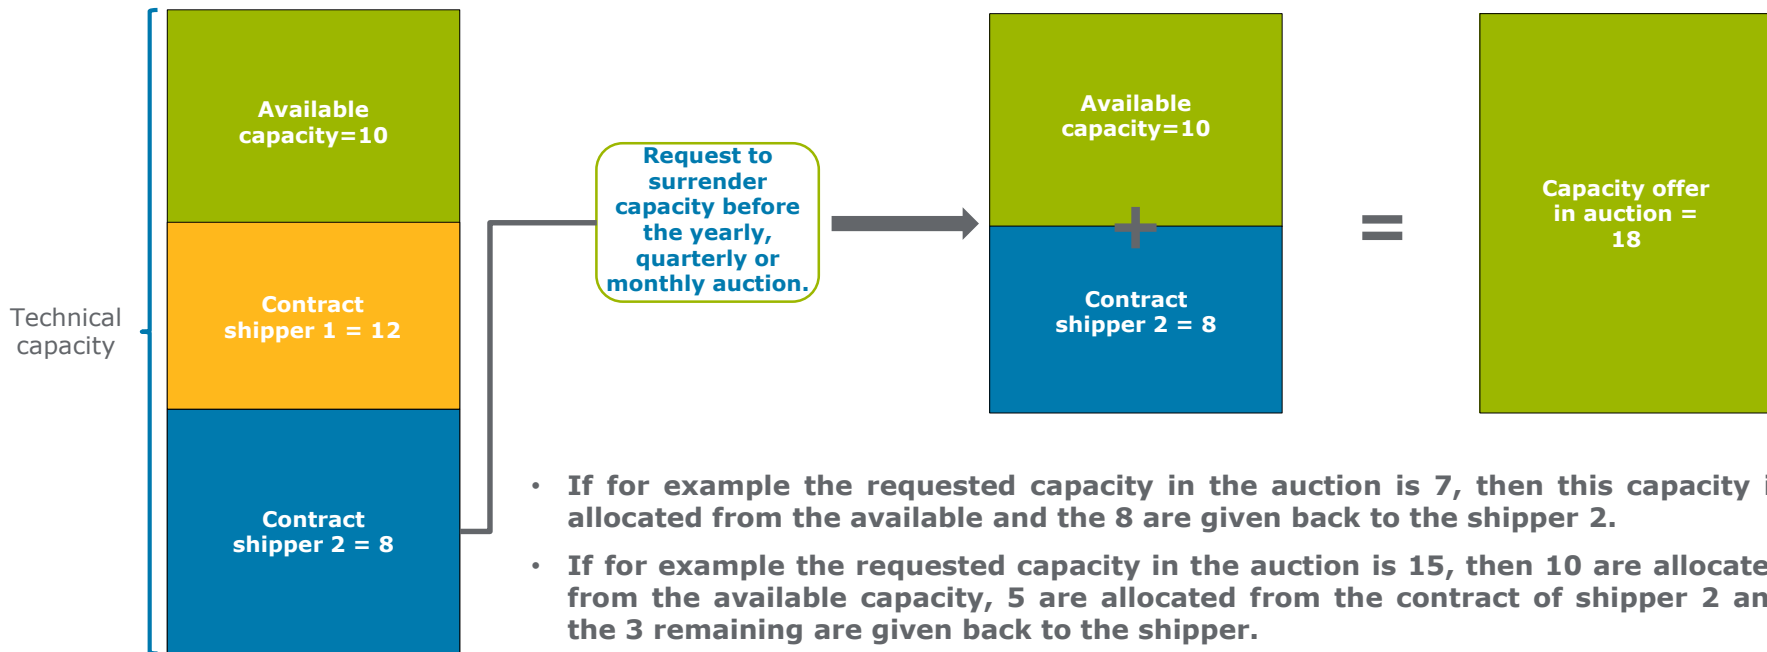 Available
capacity=10
Contract
shipper 1 = 12
Contract
shipper 2 = 8
Technical
capacity
Request to
surrender
capacity before
the yearly,
quarterly or
monthly auction.
Available
capacity=10
+
Contract
shipper 2 = 8
=
Capacity offer
in auction =
18
• If for example the requested capacity in the auction is 7, then this capacity i
allocated from the available and the 8 are given back to the shipper 2.
• If for example the requested capacity in the auction is 15, then 10 are allocate
from the available capacity, 5 are allocated from the contract of shipper 2 an
the 3 remaining are given back to the shipper.